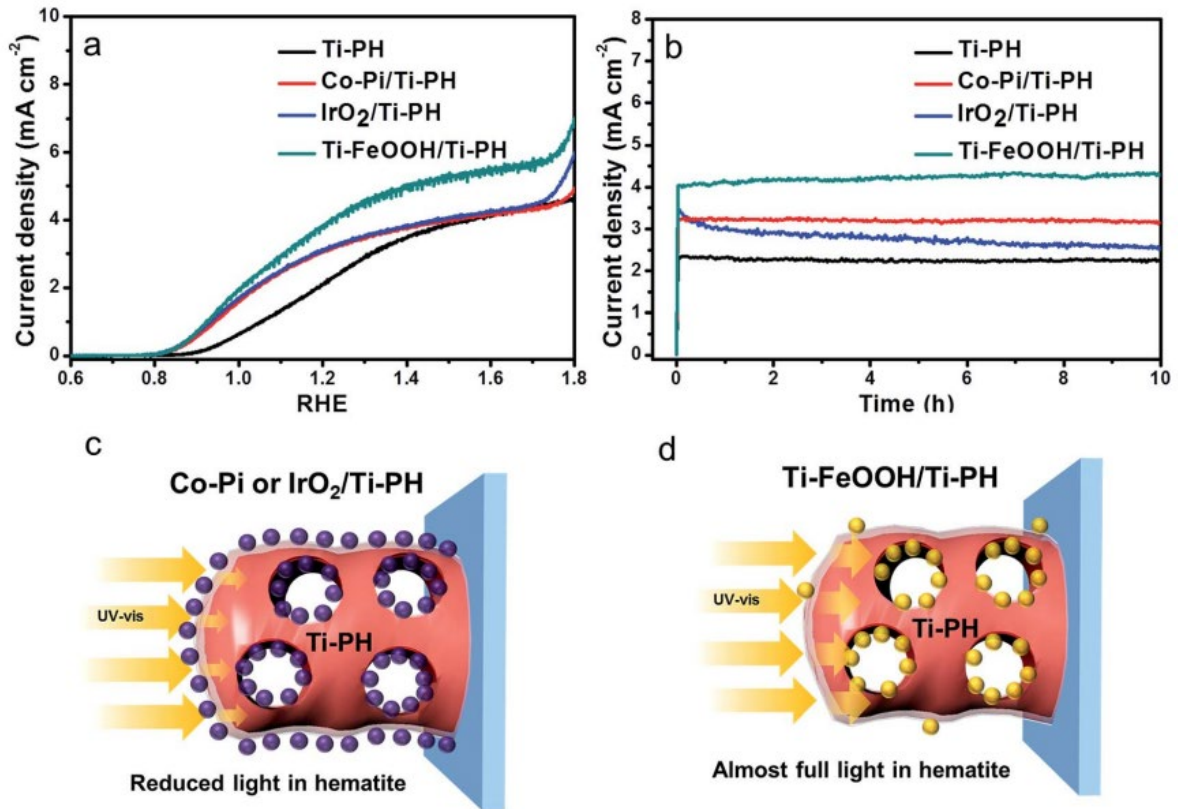 a
Ti-PH
Co-Pi/Ti-PH
IrO2/Ti-PH
Ti-FeOOH/Ti-PH
Current density (mA cm-2)
10
8
6
4
2
0
0.6 0.8 1.0 1.2 1.4 1.6 1.8
RHE
b
Ti-PH
Co-Pi/Ti-PH
IrO2/Ti-PH
Ti-FeOOH/Ti-PH
Current density (mA cm-2)
8
7
6
5
4
3
2
1
0
0 2 4 6 8 10
Time (h)
c
Co-Pi or IrO2/Ti-PH
UV-vis
Ti-PH
Reduced light in hematite
d
Ti-FeOOH/Ti-PH
UV-vis
Ti-PH
Almost full light in hematite